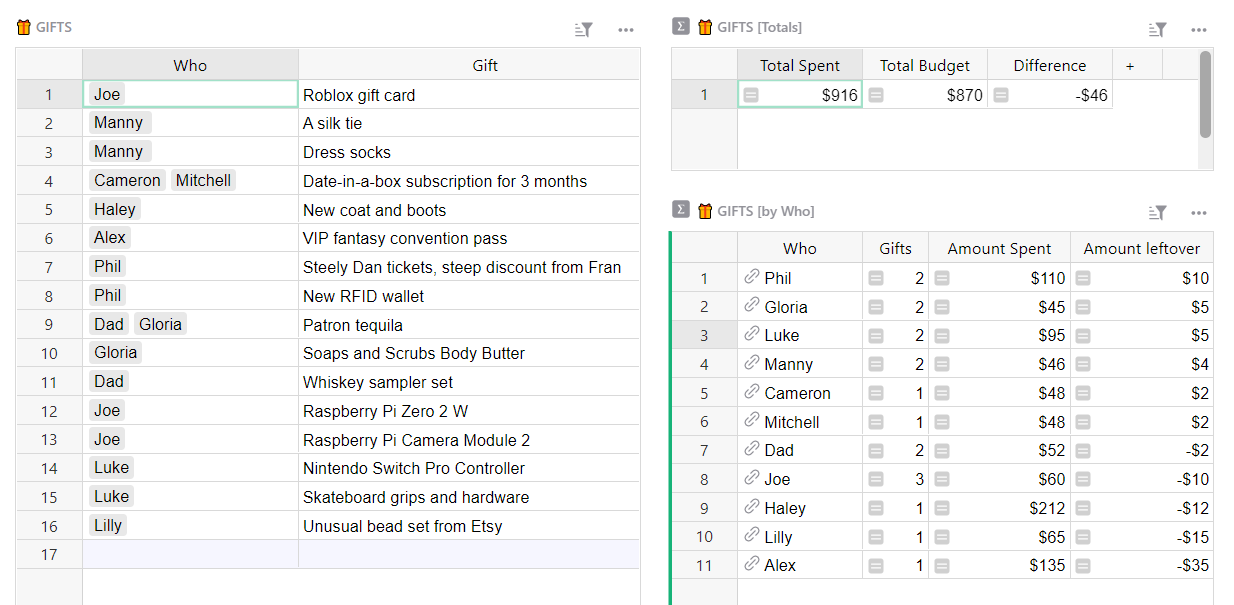 GIFTS
Who Gift
1 Joe Roblox gift card
2 Manny A silk tie
3 Manny Dress socks
4 Cameron Mitchell Date-in-a-box subscription for 3 months
5 Haley New coat and boots
6 Alex VIP fantasy convention pass
7 Phil Steely Dan tickets, steep discount from Fran
8 Phil New RFID wallet
9 Dad Gloria Patron tequila
10 Gloria Soaps and Scrubs Body Butter
11 Dad Whiskey sampler set
12 Joe Raspberry Pi Zero 2 W
13 Joe Raspberry Pi Camera Module 2
14 Luke Nintendo Switch Pro Controller
15 Luke Skateboard grips and hardware
16 Lilly Unusual bead set from Etsy
17
Σ GIFTS [Totals]
Total Spent Total Budget Difference +
1 = $916 = $870 = -$46
Σ GIFTS [by Who]
Who Gifts Amount Spent Amount leftover
1 Phil = 2 = $110 = $10
2 Gloria = 2 = $45 = $5
3 Luke = 2 = $95 = $5
4 Manny = 2 = $46 = $4
5 Cameron = 1 = $48 = $2
6 Mitchell = 1 = $48 = $2
7 Dad = 2 = $52 = -$2
8 Joe = 3 = $60 = -$10
9 Haley = 1 = $212 = -$12
10 Lilly = 1 = $65 = -$15
11 Alex = 1 = $135 = -$35